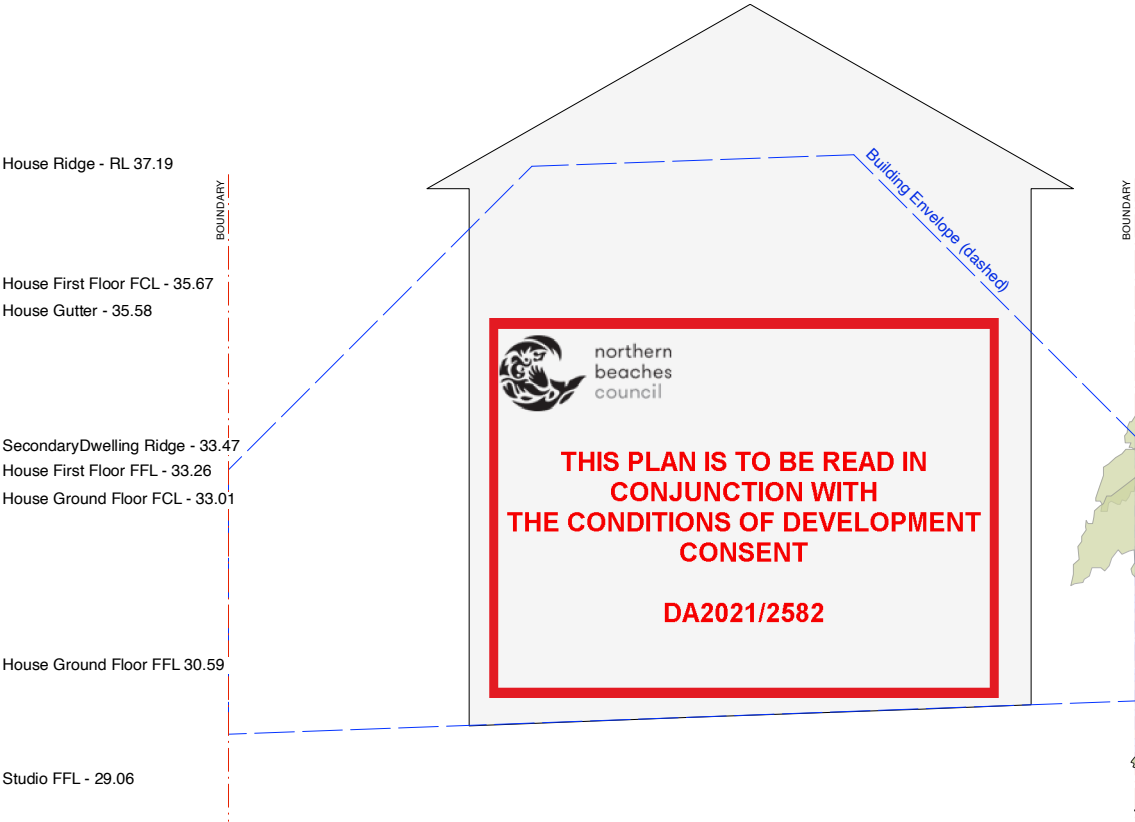 House Ridge - RL 37.19
BOUNDARY
Building Envelope (dashed)
BOUNDARY
House First Floor FCL - 35.67
House Gutter - 35.58
northern
beaches
council
SecondaryDwelling Ridge - 33.47
House First Floor FFL - 33.26
House Ground Floor FCL - 33.01
THIS PLAN IS TO BE READ IN
CONJUNCTION WITH
THE CONDITIONS OF DEVELOPMENT
CONSENT
DA2021/2582
House Ground Floor FFL 30.59
Studio FFL - 29.06